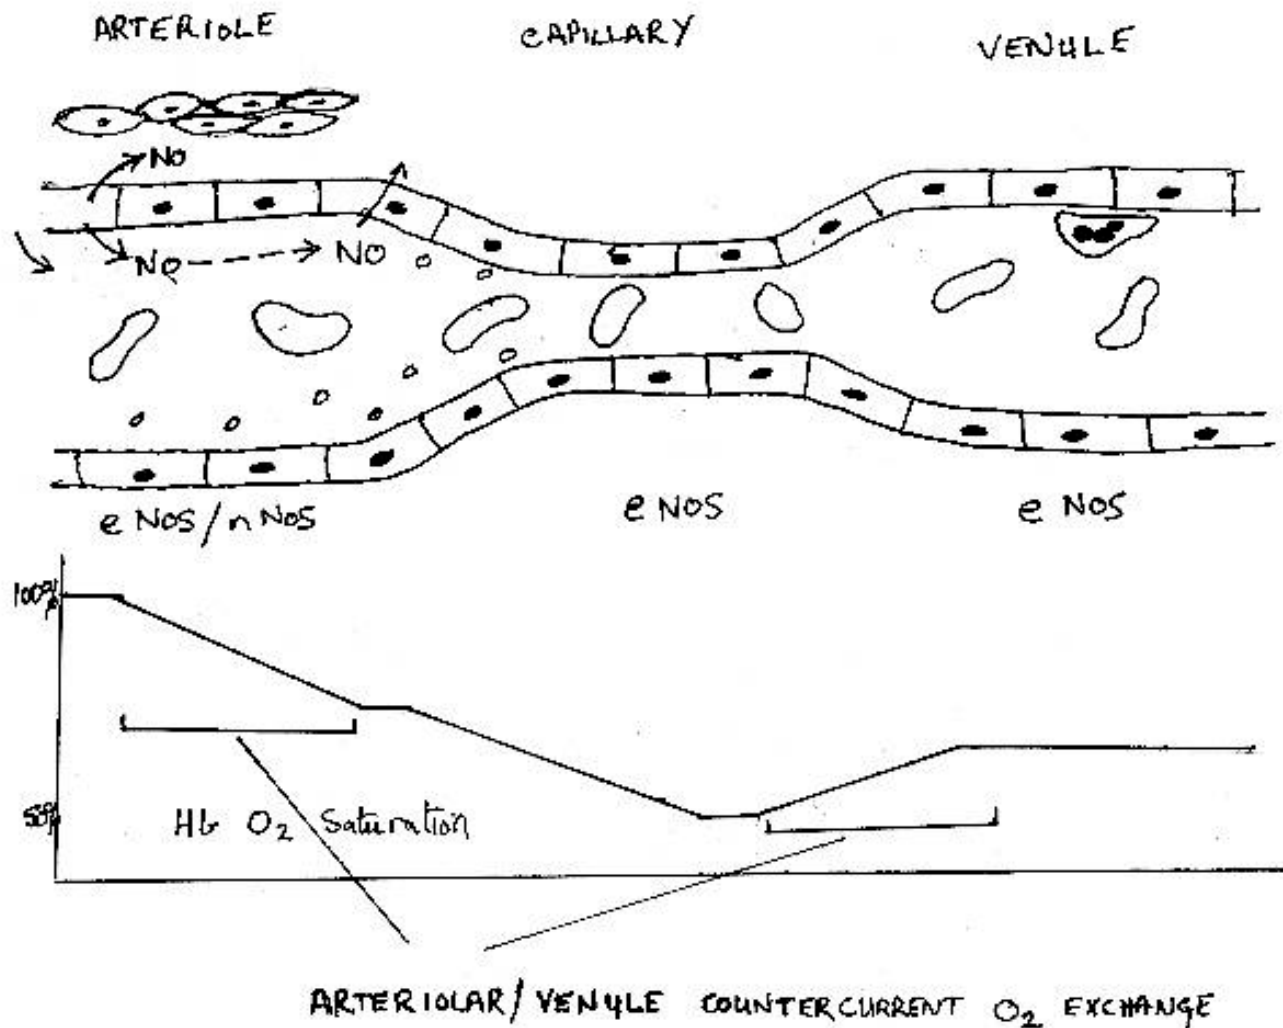 ARTERIOLE CAPILLARY VENULE
NO
NO NO
e NOS/n NOS e NOS e NOS
100%
50%
Hb O2 Saturation
ARTERIOLAR/VENULE COUNTERCURRENT O2 EXCHANGE